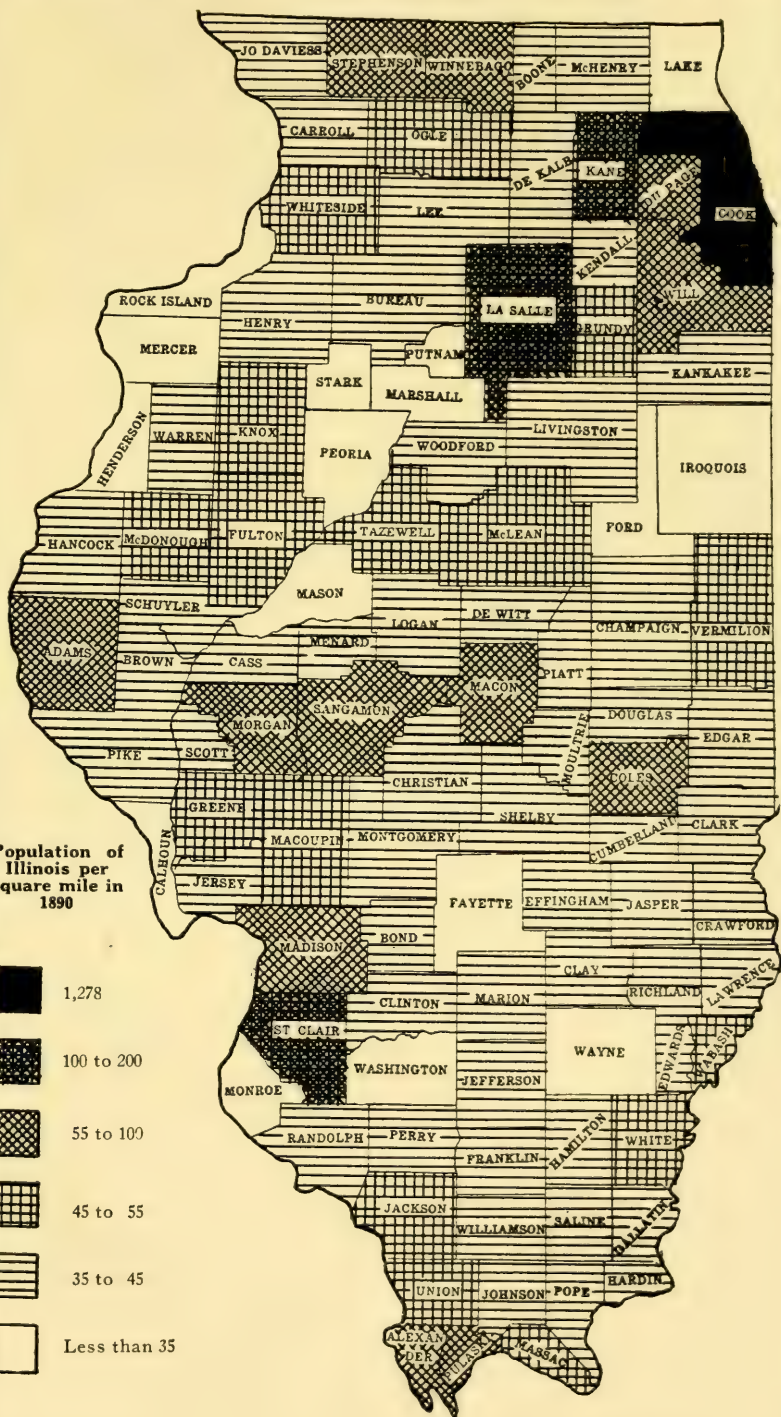 JO DAVIESS
STEPHENSON
WINNEBAGO
BOONE
McHENRY
LAKE
CARROLL
OGLE
DE KALB
KANE
DU PAGE
COOK
WHITESIDE
LEE
KENDALL
WILL
ROCK ISLAND
HENRY
BUREAU
LA SALLE
GRUNDY
MERCER
STARK
PUTNAM
KANKAKEE
MARSHALL
HENDERSON
WARREN
KNOX
PEORIA
WOODFORD
LIVINGSTON
IROQUOIS
HANCOCK
McDONOUGH
FULTON
TAZEWELL
McLEAN
FORD
MASON
SCHUYLER
LOGAN
DE WITT
CHAMPAIGN
VERMILION
ADAMS
BROWN
CASS
MENARD
MACON
PIATT
MORGAN
SANGAMON
DOUGLAS
EDGAR
PIKE
SCOTT
CHRISTIAN
MOULTRIE
COLES
GREENE
MACOUPIN
MONTGOMERY
SHELBY
CUMBERLAND
CLARK
CALHOUN
JERSEY
FAYETTE
EFFINGHAM
JASPER
CRAWFORD
MADISON
BOND
CLAY
RICHLAND
LAWRENCE
CLINTON
MARION
ST CLAIR
WASHINGTON
WAYNE
EDWARDS
WABASH
MONROE
JEFFERSON
RANDOLPH
PERRY
FRANKLIN
HAMILTON
WHITE
JACKSON
WILLIAMSON
SALINE
DALLATIN
UNION
JOHNSON
POPE
HARDIN
ALEXAN
DER
PULASKI
MASSAC
Population of
Illinois per
quare mile in
1890
1,278
100 to 200
55 to 100
45 to 55
35 to 45
Less than 35